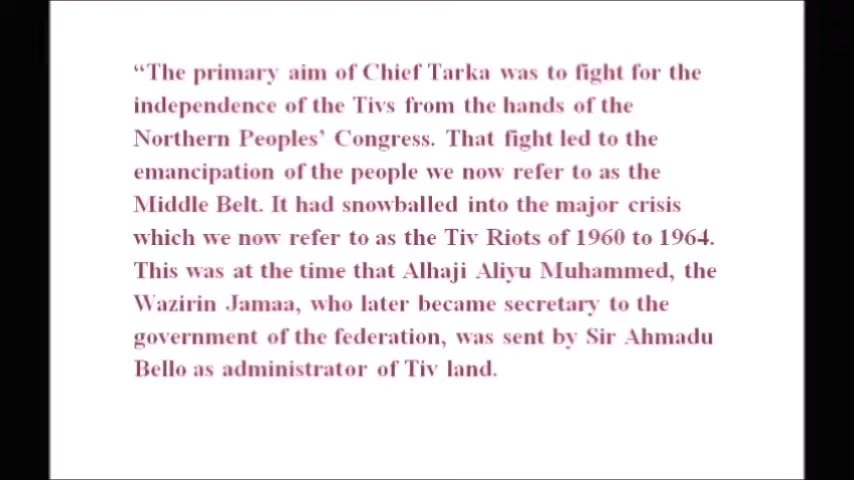 “The primary aim of Chief Tarka was to fight for the
independence of the Tivs from the hands of the
Northern Peoples’ Congress. That fight led to the
emancipation of the people we now refer to as the
Middle Belt. It had snowballed into the major crisis
which we now refer to as the Tiv Riots of 1960 to 1964.
This was at the time that Alhaji Aliyu Muhammed, the
Wazirin Jamaa, who later became secretary to the
government of the federation, was sent by Sir Ahmadu
Bello as administrator of Tiv land.